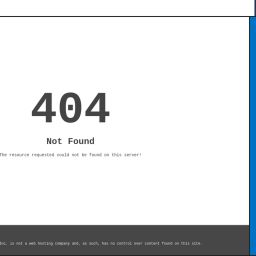 404
Not Found
The resource requested could not be found on this server!
Inc. is not a web hosting company and, as such, has no control over content found on this site.